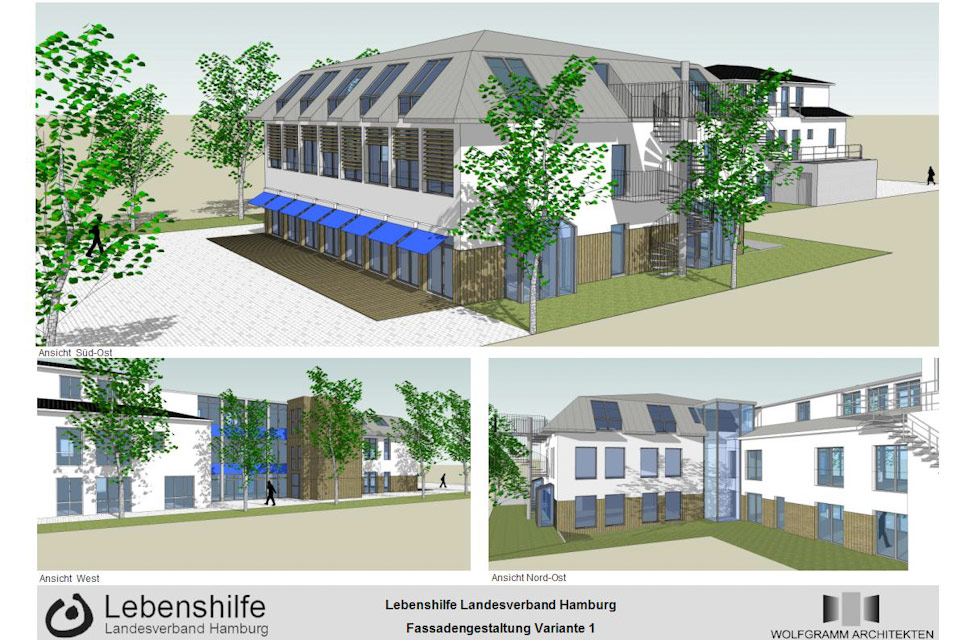 Ansicht Süd-Ost
Ansicht West
Ansicht Nord-Ost
Lebenshilfe
Landesverband Hamburg
Lebenshilfe Landesverband Hamburg
Fassadengestaltung Variante 1
WOLFGRAMM ARCHITEKTEN